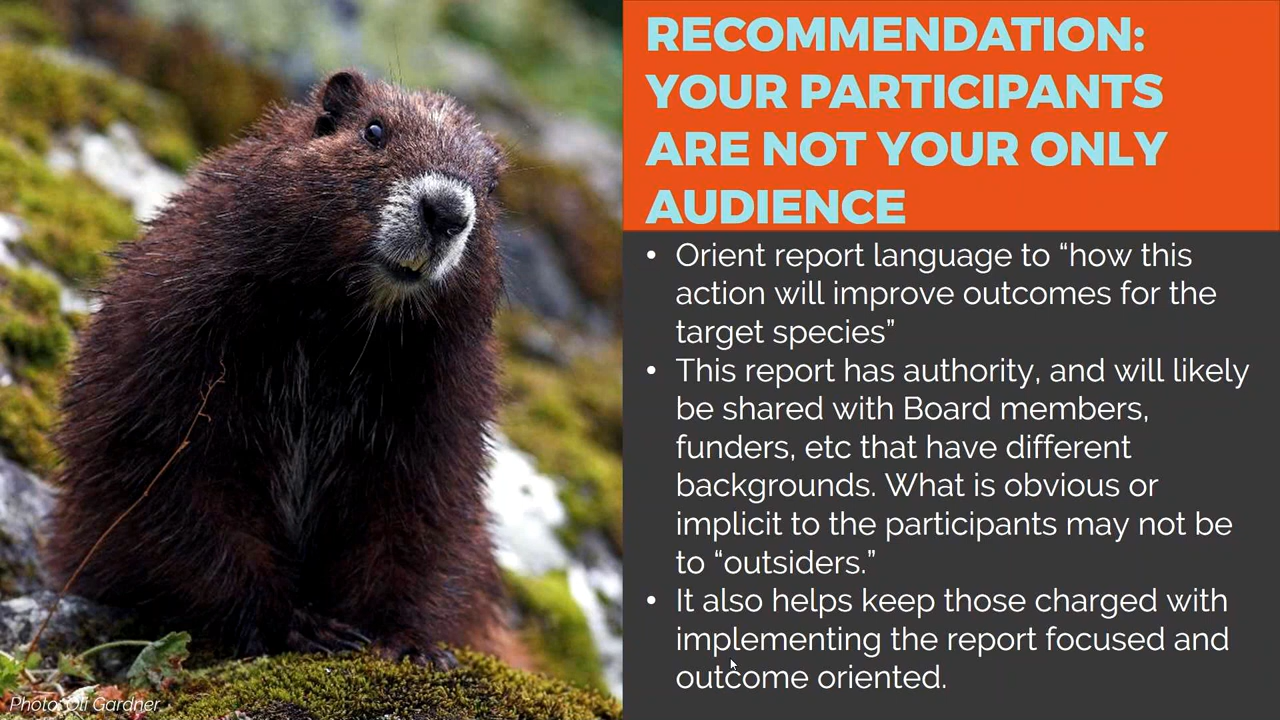 RECOMMENDATION:
YOUR PARTICIPANTS
ARE NOT YOUR ONLY
AUDIENCE
• Orient report language to “how this
action will improve outcomes for the
target species”
• This report has authority, and will likely
be shared with Board members,
funders, etc that have different
backgrounds. What is obvious or
implicit to the participants may not be
to “outsiders.”
• It also helps keep those charged with
implementing the report focused and
outcome oriented.
Photo: Oli Gardner